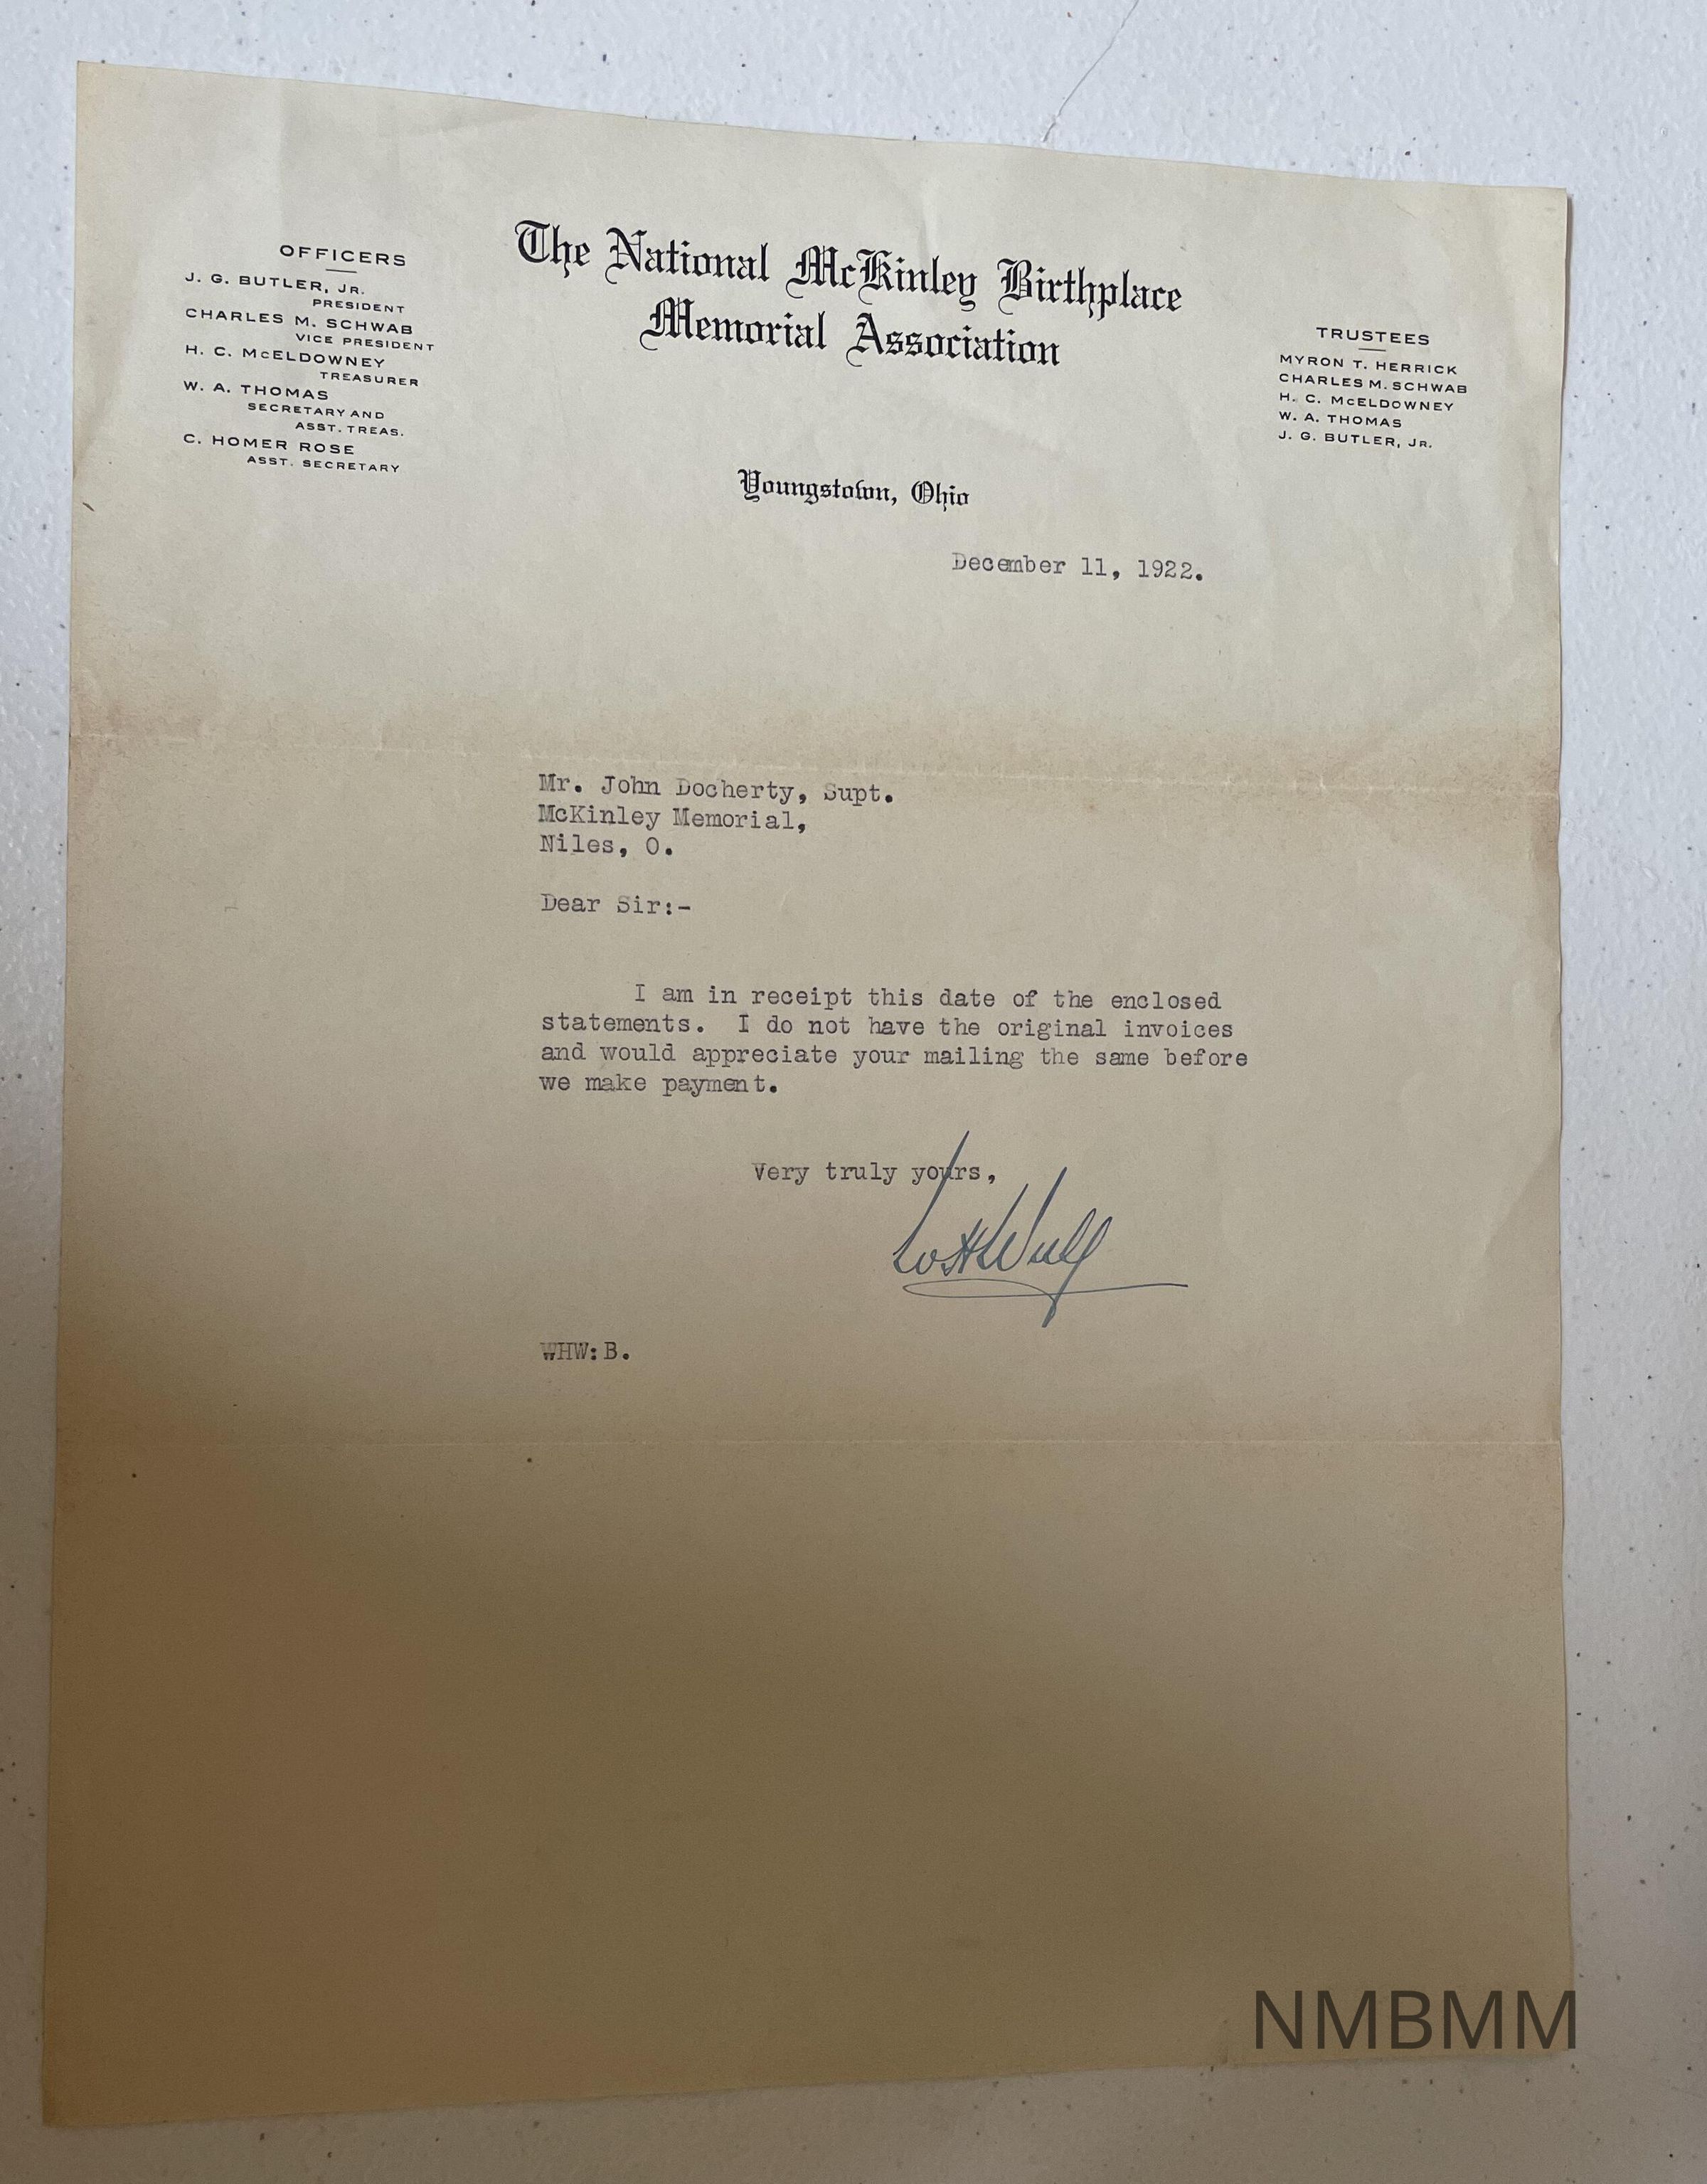 The National McKinley Birthplace
Memorial Association
OFFICERS
J. G. BUTLER, JR.
PRESIDENT
CHARLES M. SCHWAB
VICE PRESIDENT
H. C. McELDOWNEY
TREASURER
W. A. THOMAS
SECRETARY AND
ASST. TREAS.
C. HOMER ROSE
ASST. SECRETARY
TRUSTEES
MYRON T. HERRICK
CHARLES M. SCHWAB
H. C. McELDOWNEY
W. A. THOMAS
J. G. BUTLER, JR.
Youngstown, Ohio
December 11, 1922.
Mr. John Docherty, Supt.
McKinley Memorial,
Niles, O.
Dear Sir:-
I am in receipt this date of the enclosed
statements. I do not have the original invoices
and would appreciate your mailing the same before
we make payment.
Very truly yours,
WHW:B.
NMBMM